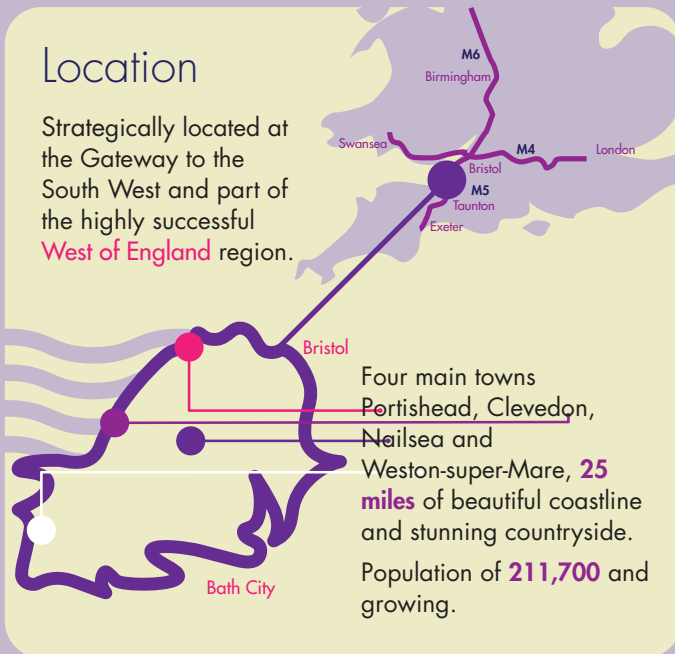 Location
Strategically located at
the Gateway to the
South West and part of
the highly successful
West of England region.
M6
Birmingham
Swansea
M4
London
Bristol
M5
Taunton
Exeter
Bristol
Four main towns
Portishead, Clevedon,
Nailsea and
Weston-super-Mare, 25
miles of beautiful coastline
and stunning countryside.
Population of 211,700 and
growing.
Bath City